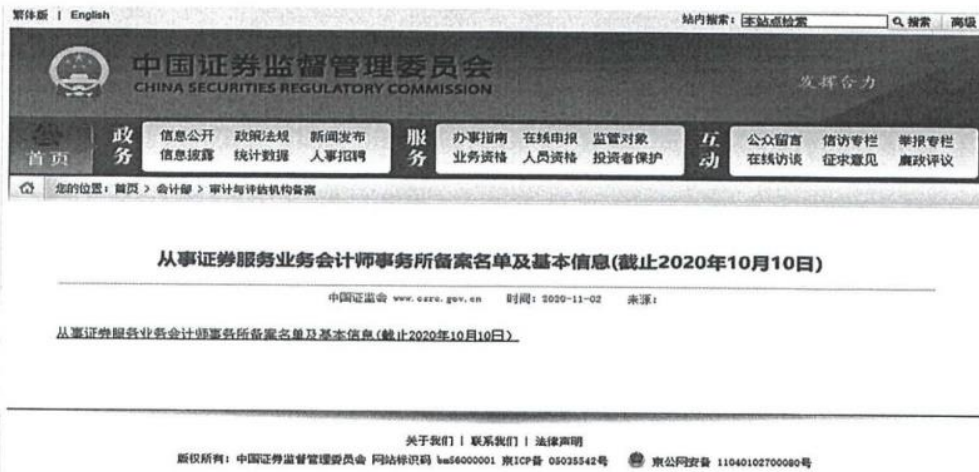 繁体版 | English
站内搜索: 本站点检索 搜索 高级
中国证券监督管理委员会
CHINA SECURITIES REGULATORY COMMISSION
发挥合力
首页
政务
信息公开 政策法规 新闻发布
信息披露 统计数据 人事招聘
服务
办事指南 在线申报 监管对象
业务资格 人员资格 投资者保护
互动
公众留言 信访专栏 举报专栏
在线访谈 征求意见 廉政评议
您的位置: 首页 > 会计部 > 审计与评估机构备案
从事证券服务业务会计师事务所备案名单及基本信息(截止2020年10月10日)
中国证监会 www.csrc.gov.cn 时间: 2020-11-02 来源:
从事证券服务业务会计师事务所备案名单及基本信息(截止2020年10月10日)
关于我们 | 联系我们 | 法律声明
版权所有: 中国证券监督管理委员会 网站标识码 bm56000001 京ICP备 05035542号 京公网安备 11040102700080号